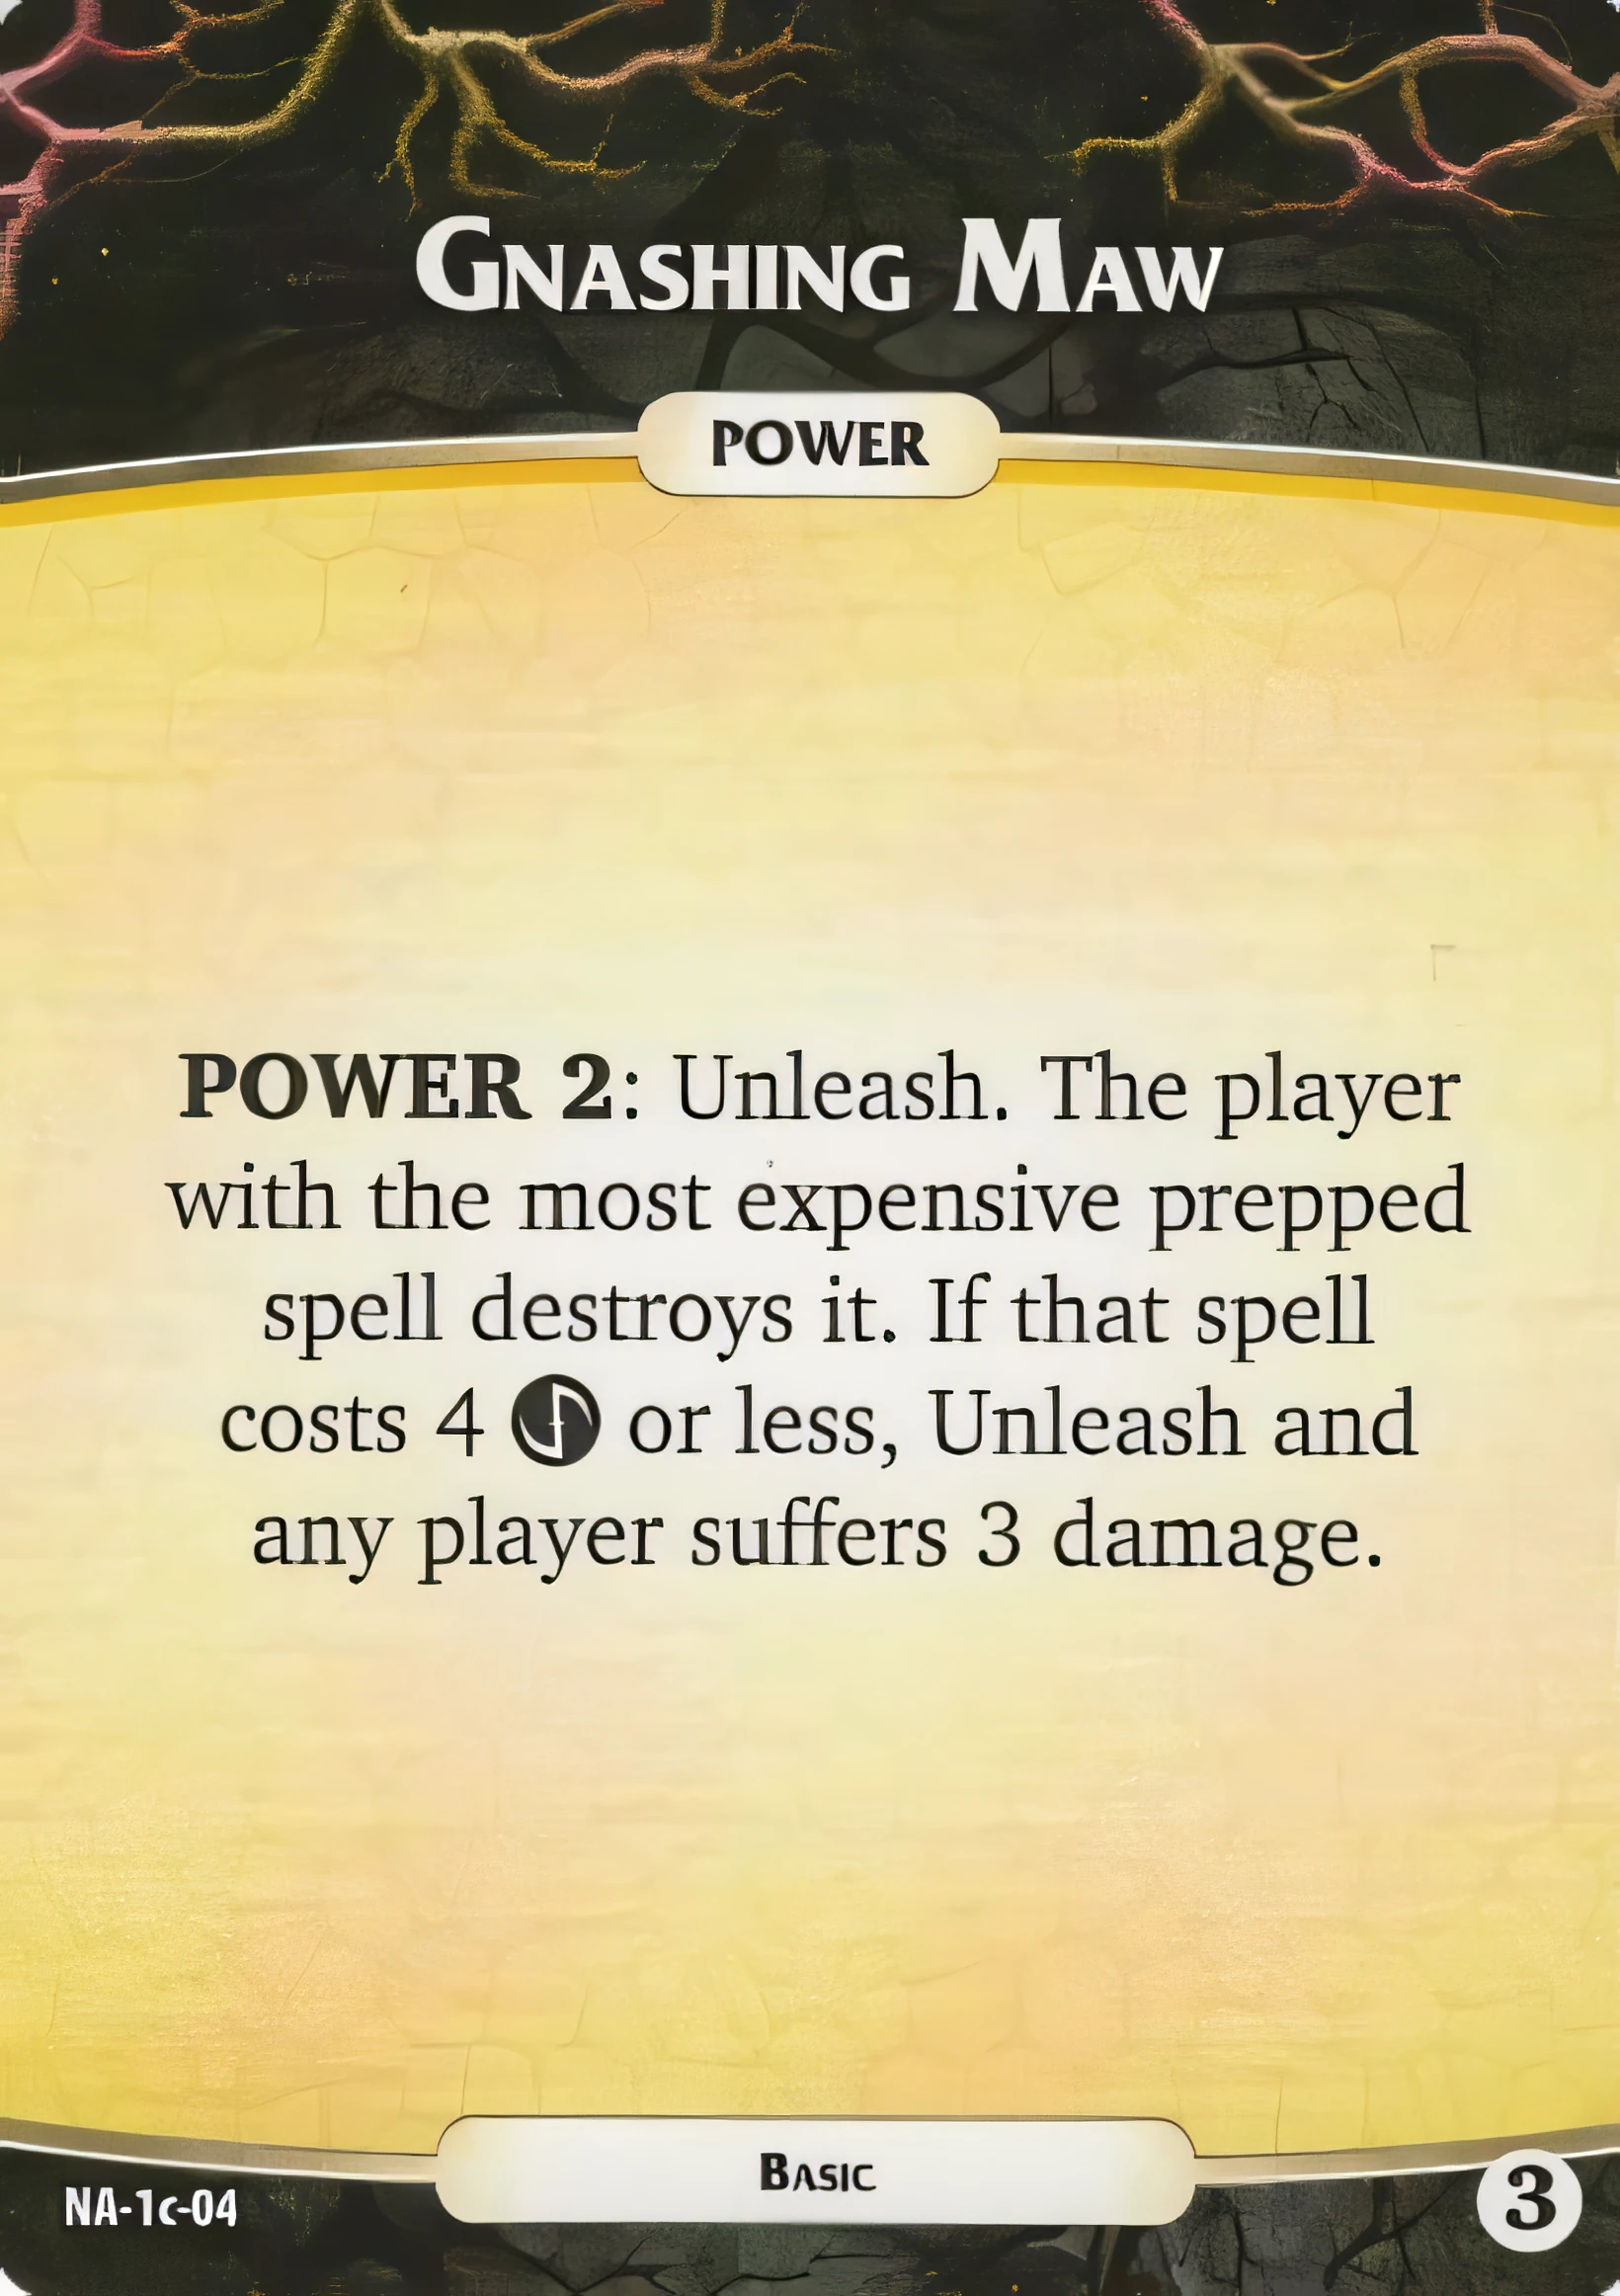 GNASHING MAW
POWER
POWER 2: Unleash. The player
with the most expensive prepped
spell destroys it. If that spell
costs 4 or less, Unleash and
any player suffers 3 damage.
BASIC
NA-1c-04
3